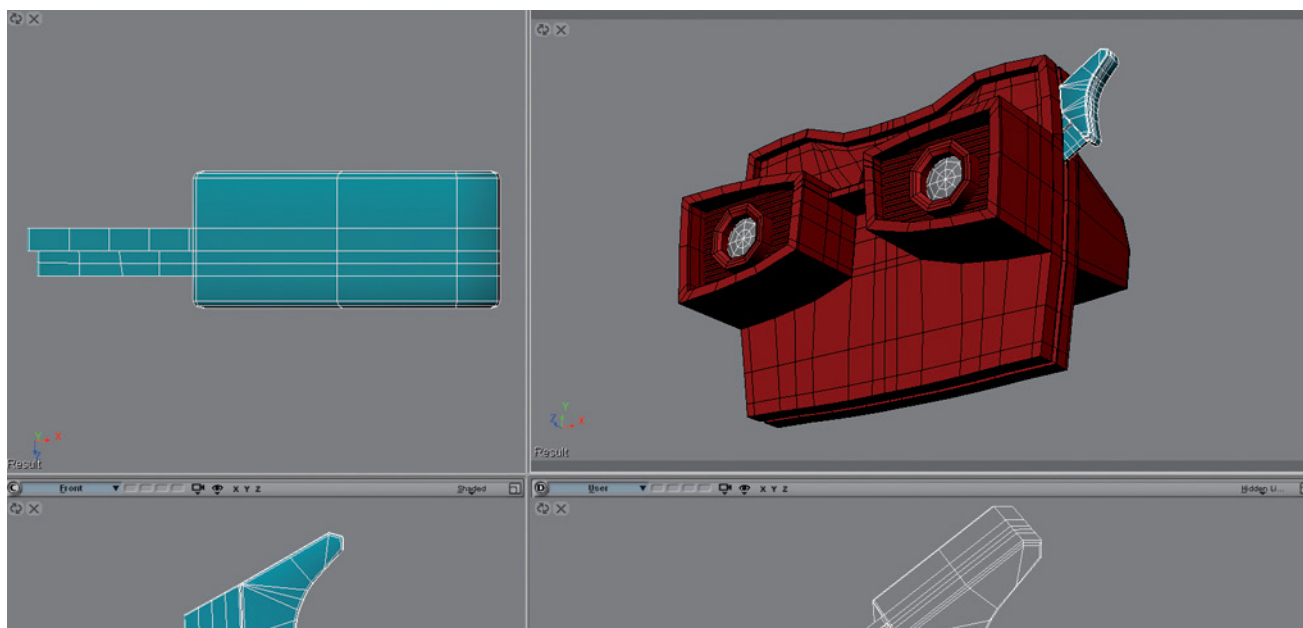 Y X
Z
Result
Y
Z X
Result
C Front X Y Z Shaded
D User X Y Z Hidden Li...